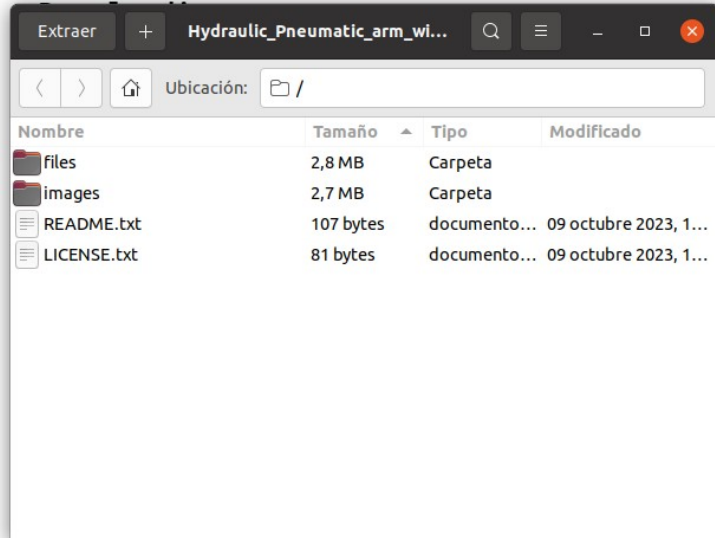 Extraer + Hydraulic_Pneumatic_arm_wi...
Ubicación: /
Nombre Tamaño Tipo Modificado
files 2,8 MB Carpeta
images 2,7 MB Carpeta
README.txt 107 bytes documento... 09 octubre 2023, 1...
LICENSE.txt 81 bytes documento... 09 octubre 2023, 1...